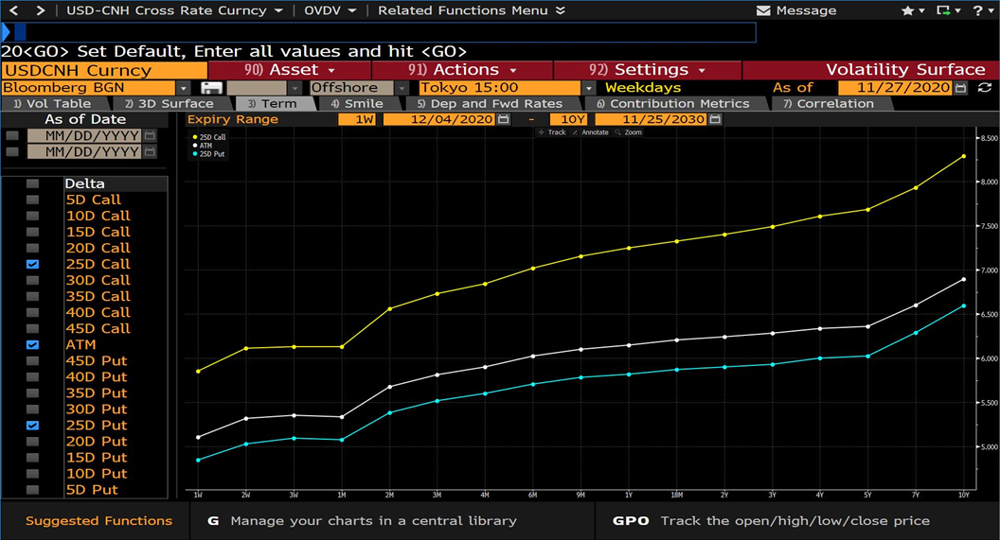 < > USD-CNH Cross Rate Curncy OVDV Related Functions Menu Message ?
20<GO> Set Default, Enter all values and hit <GO>
USDCNH Curncy 90) Asset 91) Actions 92) Settings Volatility Surface
Bloomberg BGN Offshore Tokyo 15:00 Weekdays As of 11/27/2020
1) Vol Table 2) 3D Surface 3) Term 4) Smile 5) Dep and Fwd Rates 6) Contribution Metrics 7) Correlation
As of Date Expiry Range 1W 12/04/2020 - 10Y 11/25/2030
MM/DD/YYYY
MM/DD/YYYY
Track Annotate Zoom
25D Call
ATM
25D Put
Delta
5D Call
10D Call
15D Call
20D Call
25D Call
30D Call
35D Call
40D Call
45D Call
ATM
45D Put
40D Put
35D Put
30D Put
25D Put
20D Put
15D Put
10D Put
5D Put
8.500
8.000
7.500
7.000
6.500
6.000
5.500
5.000
1W 2W 3W 1M 2M 3M 4M 6M 9M 1Y 18M 2Y 3Y 4Y 5Y 7Y 10Y
Suggested Functions G Manage your charts in a central library GPO Track the open/high/low/close price